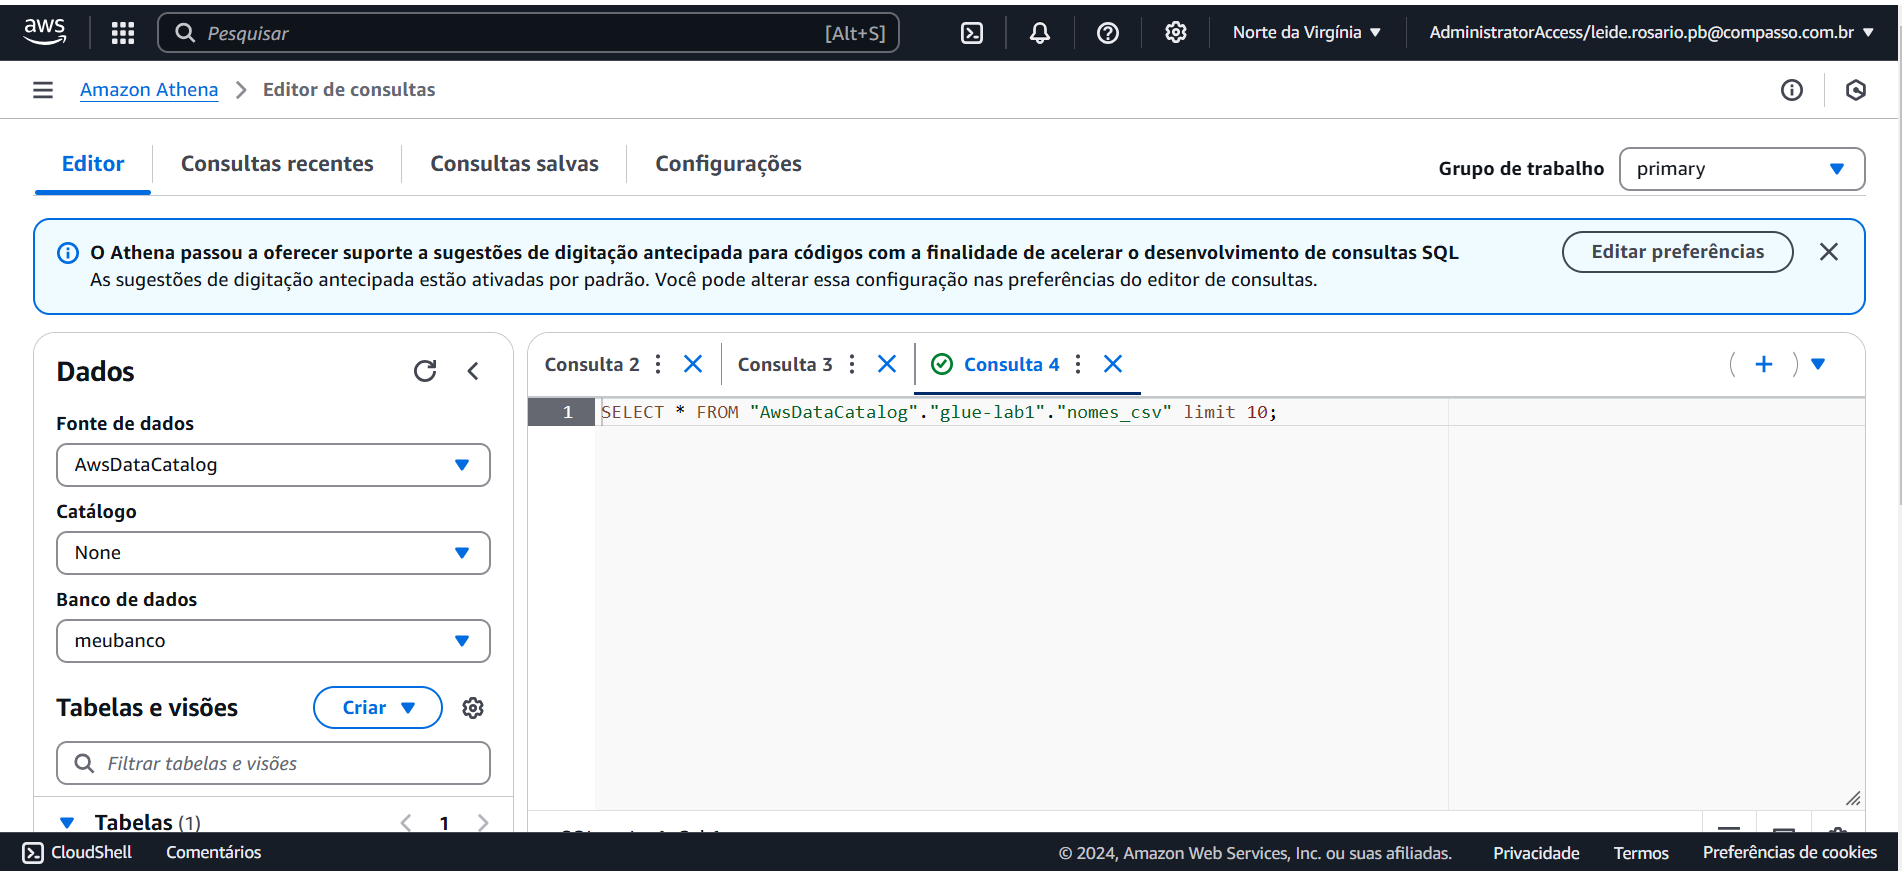 aws
Pesquisar [Alt+S] Norte da Virgínia AdministratorAccess/leide.rosario.pb@compasso.com.br
Amazon Athena Editor de consultas
Editor Consultas recentes Consultas salvas Configurações Grupo de trabalho primary
O Athena passou a oferecer suporte a sugestões de digitação antecipada para códigos com a finalidade de acelerar o desenvolvimento de consultas SQL Editar preferências
As sugestões de digitação antecipada estão ativadas por padrão. Você pode alterar essa configuração nas preferências do editor de consultas.
Dados
Fonte de dados
AwsDataCatalog
Catálogo
None
Banco de dados
meubanco
Tabelas e visões Criar
Filtrar tabelas e visões
Tabelas (1) 1
Consulta 2 Consulta 3 Consulta 4
1 SELECT * FROM "AwsDataCatalog"."glue-lab1"."nomes_csv" limit 10;
CloudShell Comentários © 2024, Amazon Web Services, Inc. ou suas afiliadas. Privacidade Termos Preferências de cookies